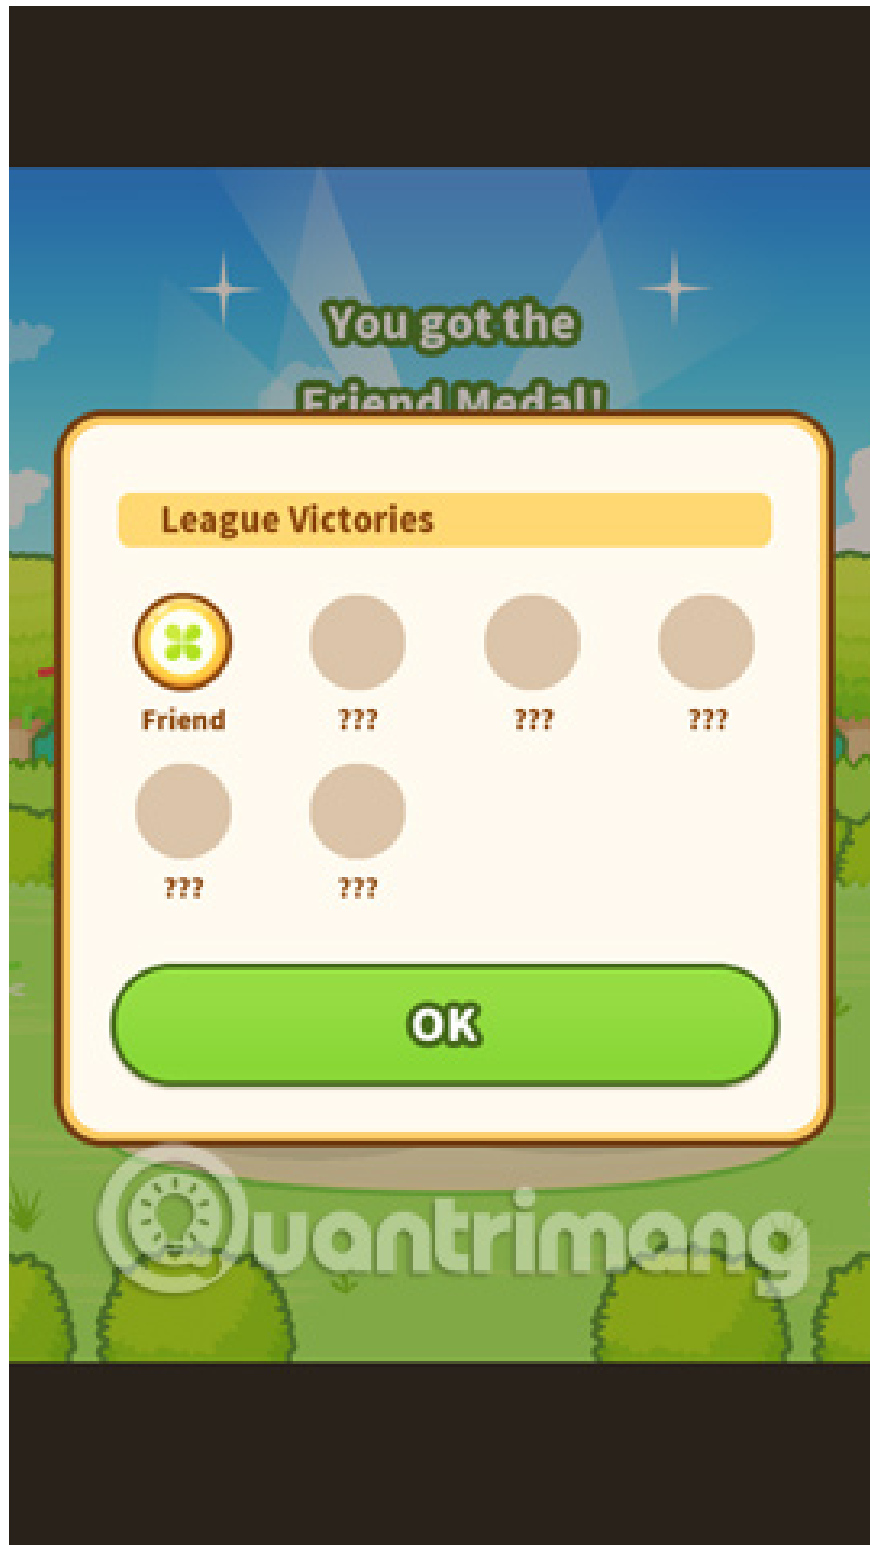 You got the
Friend Medal!
League Victories
Friend
???
???
???
???
???
OK
Quantrimang